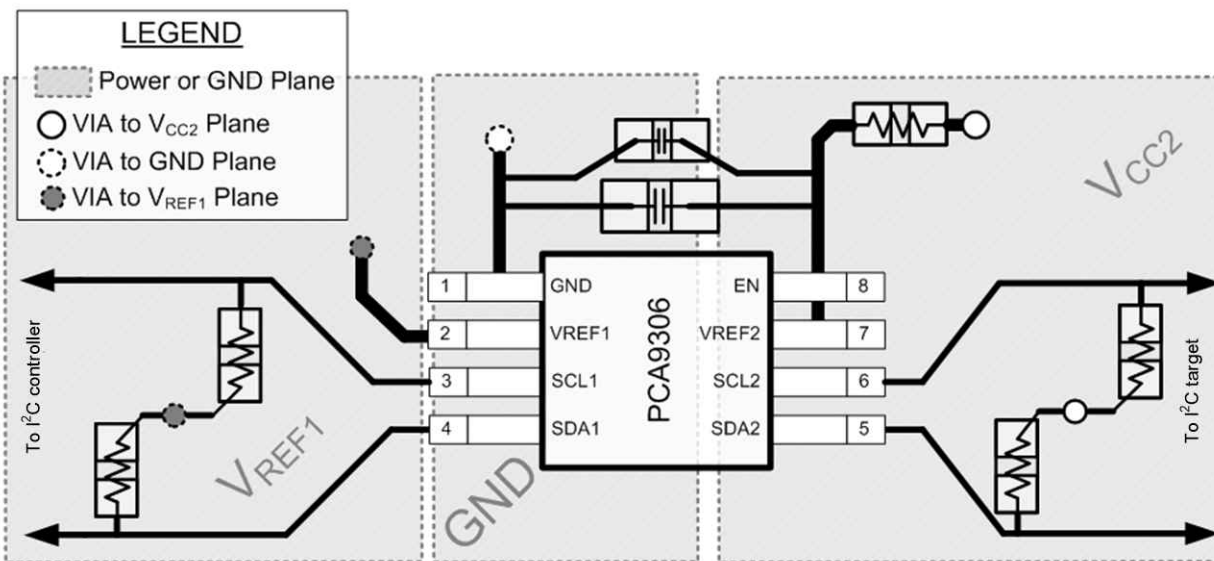 LEGEND
Power or GND Plane
VIA to VCC2 Plane
VIA to GND Plane
VIA to VREF1 Plane
VCC2
To I²C controller
VREF1
GND
1 GND
2 VREF1
3 SCL1
4 SDA1
PCA9306
EN 8
VREF2 7
SCL2 6
SDA2 5
To I²C target